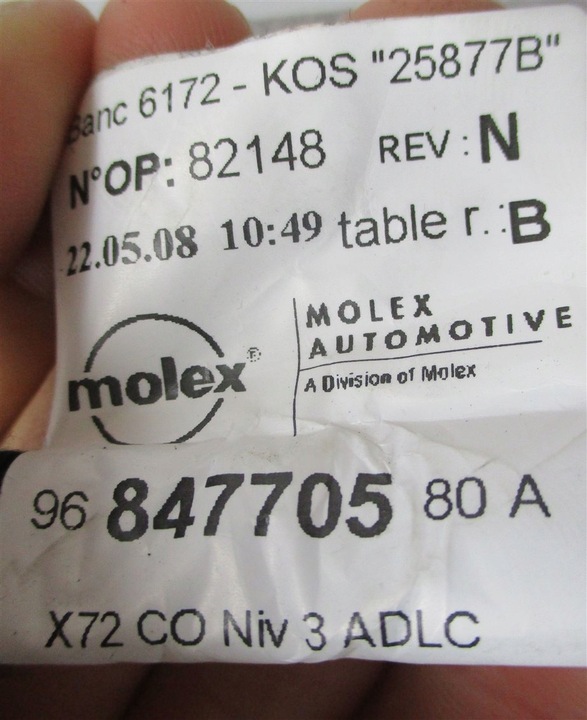 Banc 6172 - KOS "25877B"
N°OP: 82148 REV : N
22.05.08 10:49 table r. : B
molex®
MOLEX
AUTOMOTIVE
A Division of Molex
96 847705 80 A
X72 CO Niv 3 ADLC